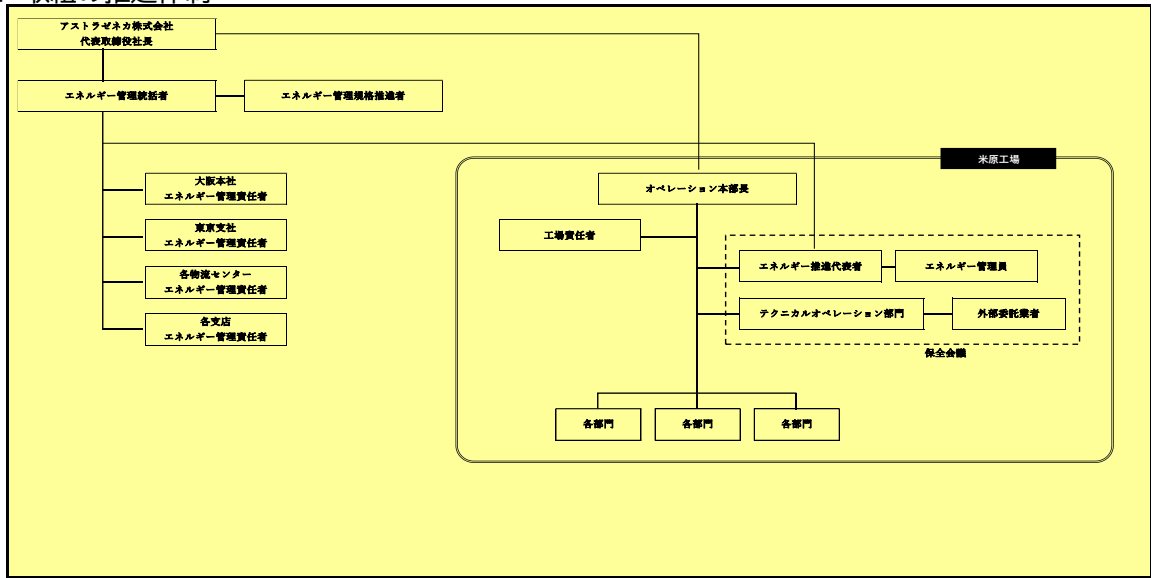 アストラゼネカ株式会社
代表取締役社長
エネルギー管理統括者
エネルギー管理規格推進者
米原工場
大阪本社
エネルギー管理責任者
オペレーション本部長
東京支社
エネルギー管理責任者
工場責任者
各物流センター
エネルギー管理責任者
エネルギー推進代表者
エネルギー管理員
各支店
エネルギー管理責任者
テクニカルオペレーション部門
外部委託業者
保全会議
各部門
各部門
各部門